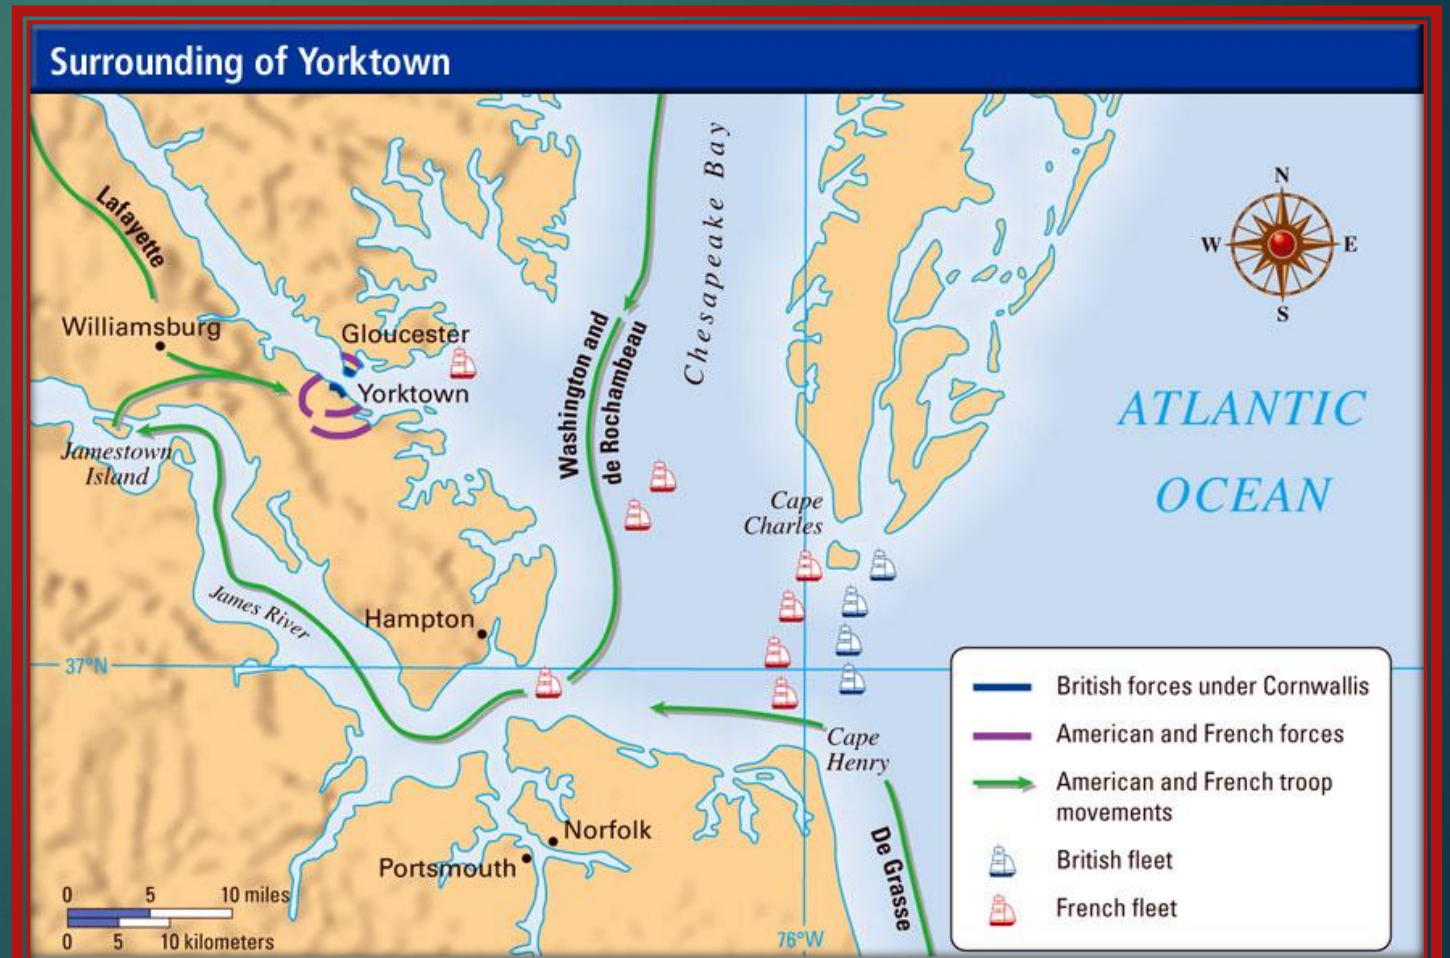 Surrounding of Yorktown
Lafayette
Williamsburg
Gloucester
Yorktown
Jamestown
Island
James River
Hampton
37°N
Washington and
de Rochambeau
Chesapeake Bay
Cape
Charles
Cape
Henry
De Grasse
Norfolk
Portsmouth
76°W
ATLANTIC
OCEAN
N
W
E
S
0 5 10 miles
0 5 10 kilometers
British forces under Cornwallis
American and French forces
American and French troop
movements
British fleet
French fleet